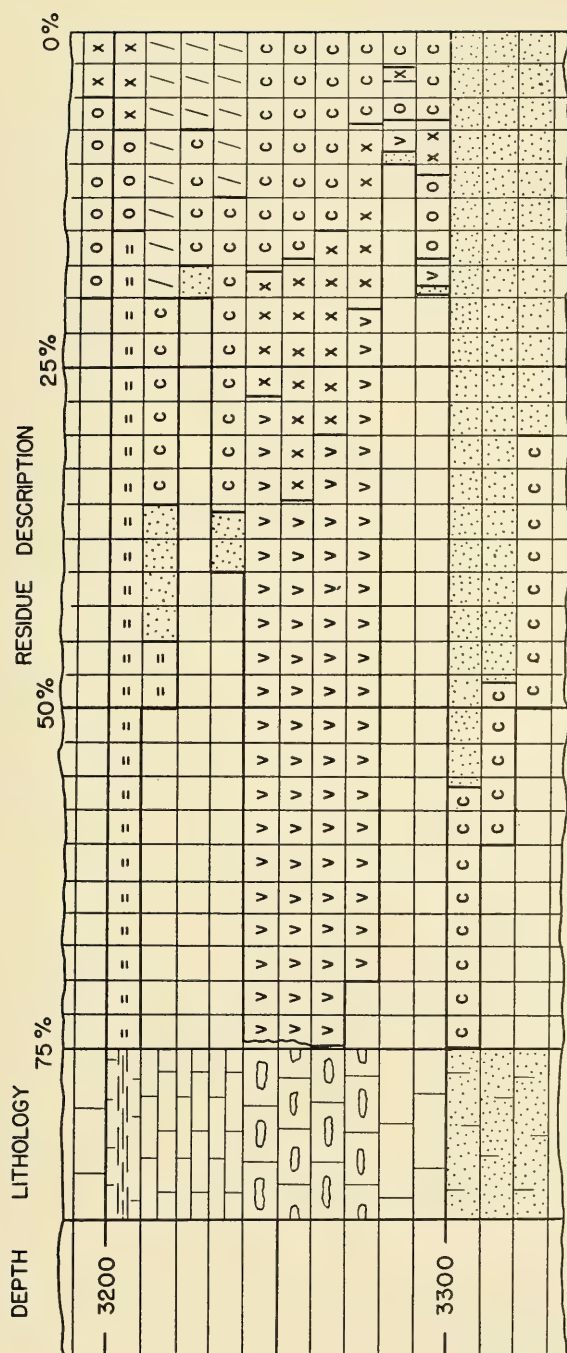 DEPTH LITHOLOGY RESIDUE DESCRIPTION
75% 50% 25% 0%
o o o o o o x x
3200 = = = = = = = = = = = = = = = = = = = = = = = = o o o x x x
= = c c c c c c / / / / / / / /
c c c c / / /
c c c c c c c c c / / / / /
v v v v v v v v v v v v v v v v v v v x x x x c c c c c c c
v v v v v v v v v v v v v v v v x x x x x x x c c c c c c c
v v v v v v v v v v v v v v v v v v x x x x x x c c c c c c
v v v v v v v v v v v v v v v v v v v v x x x x x c c c
v o x c
v o o o x x c c c
3300 c c c c c c c c
c c c c c
c c c c c c c c